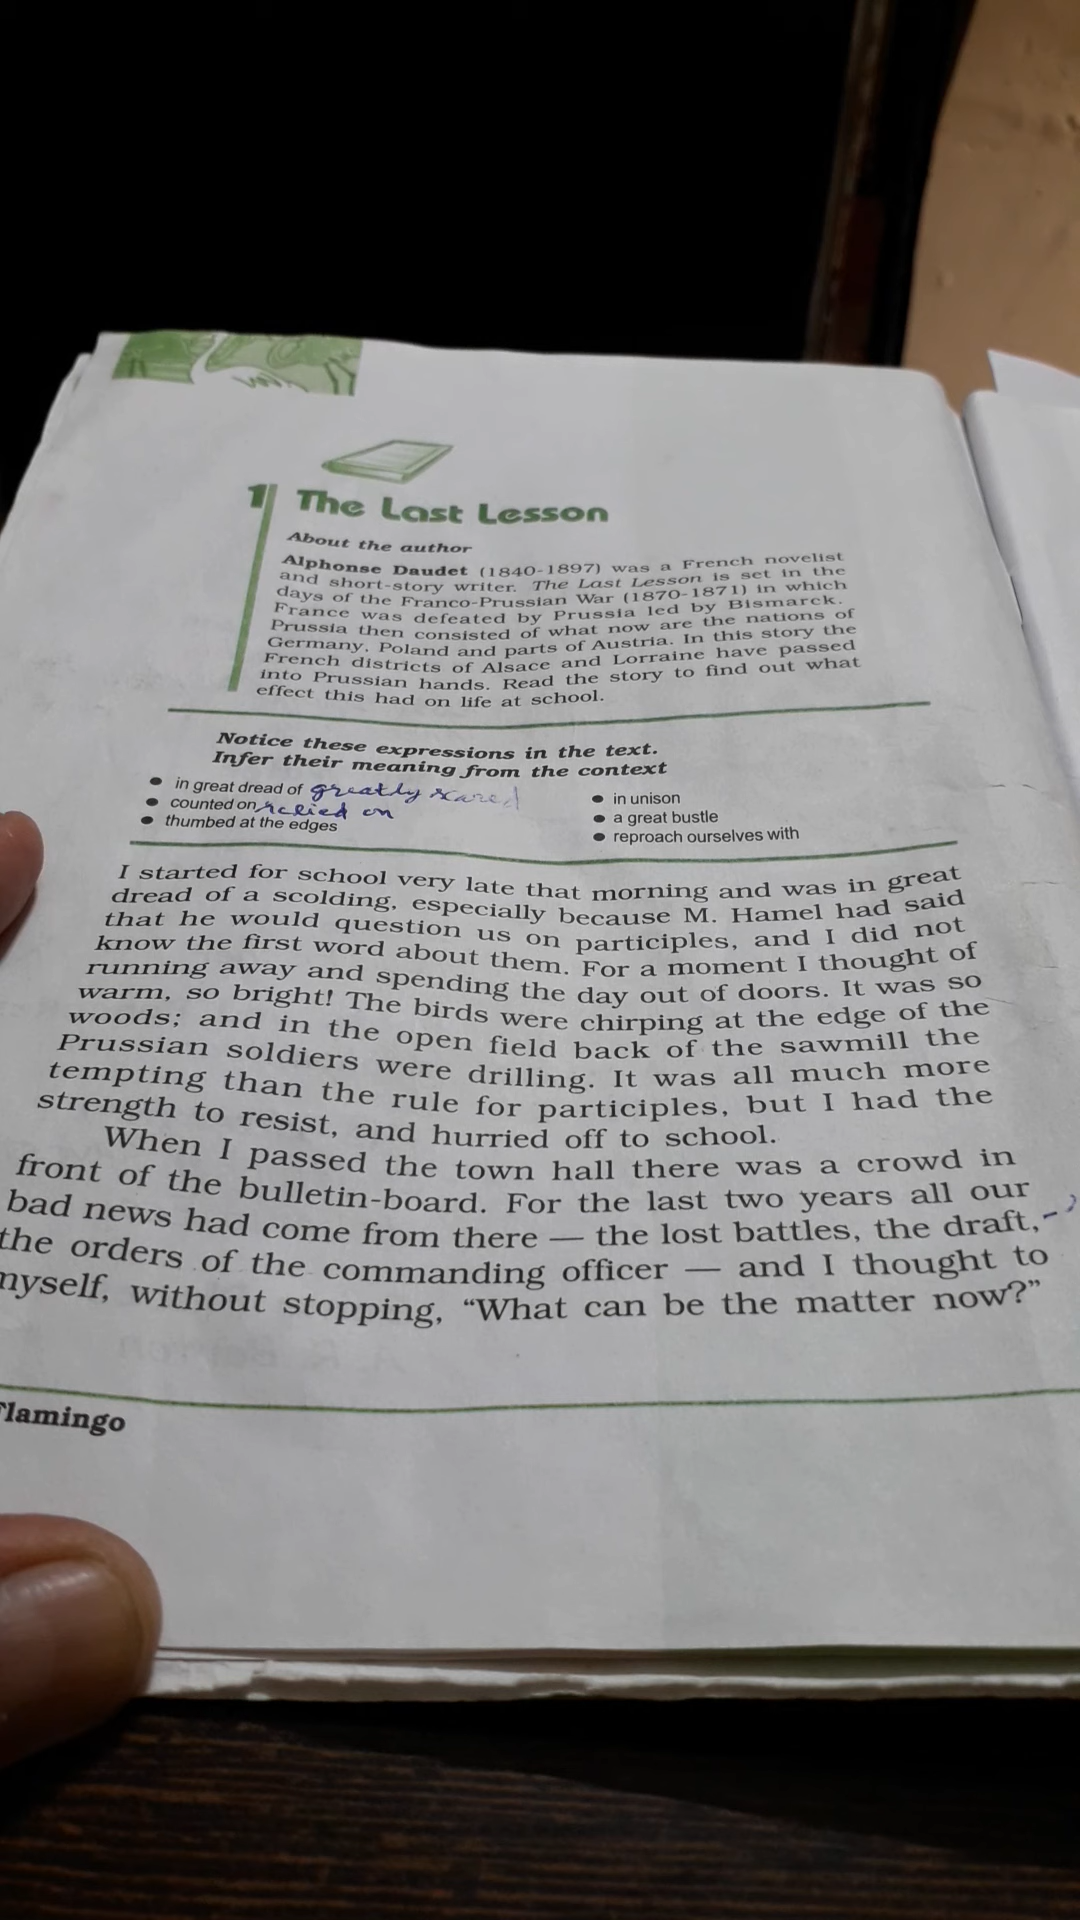 1 The Last Lesson
About the author
Alphonse Daudet (1840-1897) was a French novelist
and short-story writer. The Last Lesson is set in the
days of the Franco-Prussian War (1870-1871) in which
France was defeated by Prussia led by Bismarck.
Prussia then consisted of what now are the nations of
Germany, Poland and parts of Austria. In this story the
French districts of Alsace and Lorraine have passed
into Prussian hands. Read the story to find out what
effect this had on life at school.
Notice these expressions in the text.
Infer their meaning from the context
● in great dread of greatly scared
● counted on relied on
● thumbed at the edges
● in unison
● a great bustle
● reproach ourselves with
I started for school very late that morning and was in great
dread of a scolding, especially because M. Hamel had said
that he would question us on participles, and I did not
know the first word about them. For a moment I thought of
running away and spending the day out of doors. It was so
warm, so bright! The birds were chirping at the edge of the
woods; and in the open field back of the sawmill the
Prussian soldiers were drilling. It was all much more
tempting than the rule for participles, but I had the
strength to resist, and hurried off to school.
When I passed the town hall there was a crowd in
front of the bulletin-board. For the last two years all our
bad news had come from there — the lost battles, the draft,
the orders of the commanding officer — and I thought to
myself, without stopping, “What can be the matter now?”
Flamingo